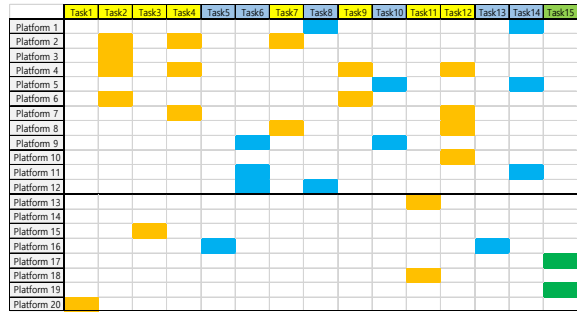 Task1 Task2 Task3 Task4 Task5 Task6 Task7 Task8 Task9 Task10 Task11 Task12 Task13 Task14 Task15
Platform 1
Platform 2
Platform 3
Platform 4
Platform 5
Platform 6
Platform 7
Platform 8
Platform 9
Platform 10
Platform 11
Platform 12
Platform 13
Platform 14
Platform 15
Platform 16
Platform 17
Platform 18
Platform 19
Platform 20